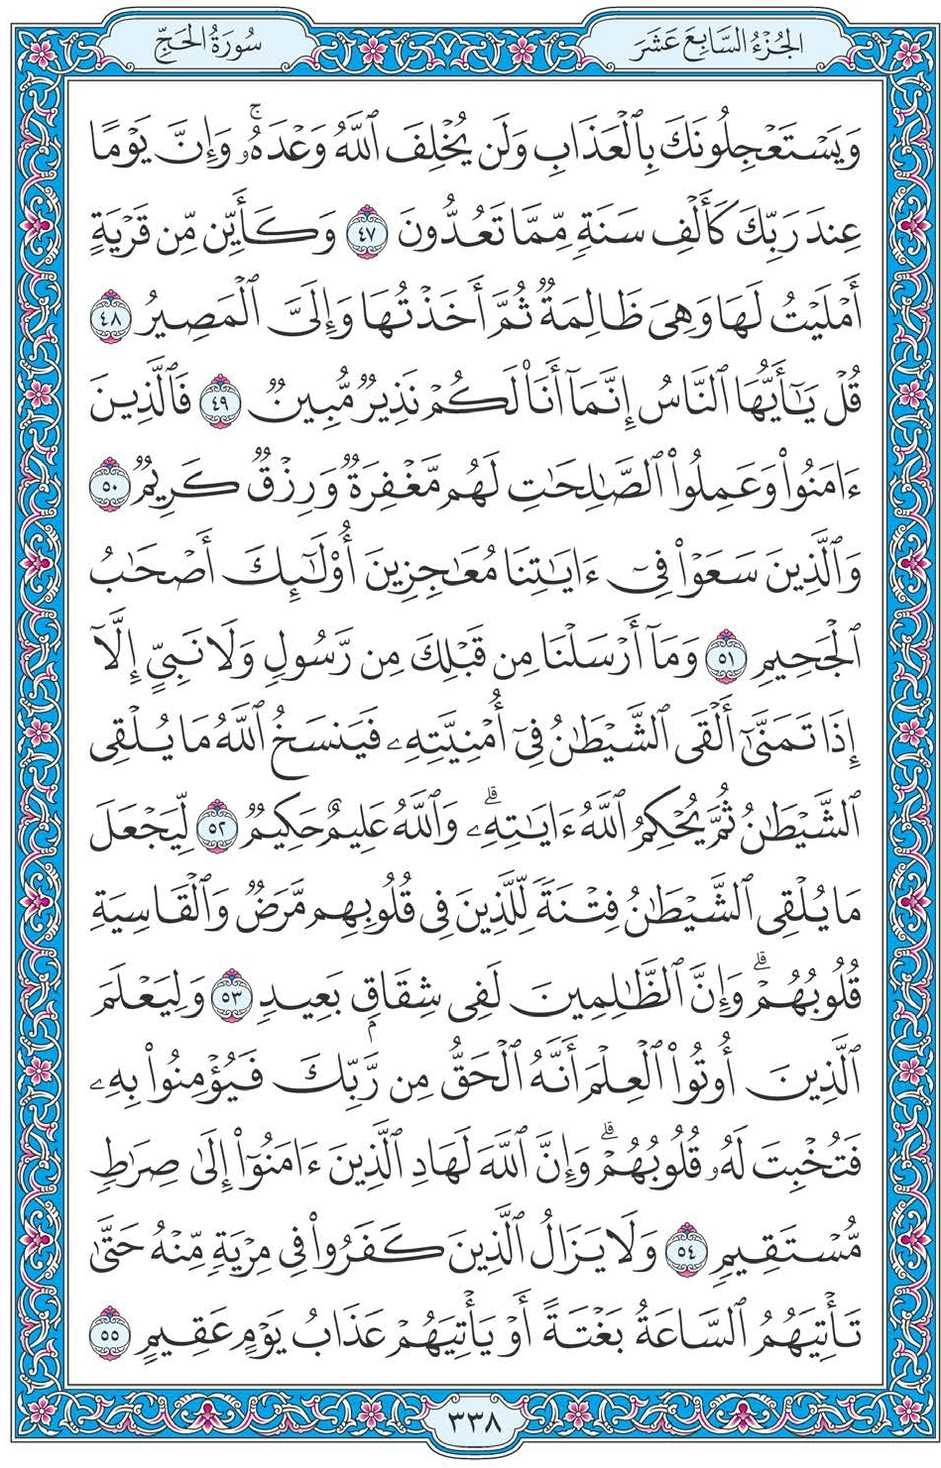 الجُزْءُ السَّابِعَ عَشَرَ
سُورَةُ الحَجِّ
وَيَسْتَعْجِلُونَكَ بِٱلْعَذَابِ وَلَن يُخْلِفَ ٱللَّهُ وَعْدَهُۥۚ وَإِنَّ يَوْمًا
عِندَ رَبِّكَ كَأَلْفِ سَنَةٍ مِّمَّا تَعُدُّونَ ٤٧ وَكَأَيِّن مِّن قَرْيَةٍ
أَمْلَيْتُ لَهَا وَهِىَ ظَالِمَةٌ ثُمَّ أَخَذْتُهَا وَإِلَىَّ ٱلْمَصِيرُ ٤٨
قُلْ يَٰٓأَيُّهَا ٱلنَّاسُ إِنَّمَآ أَنَا۠ لَكُمْ نَذِيرٌ مُّبِينٌ ٤٩ فَٱلَّذِينَ
ءَامَنُوا۟ وَعَمِلُوا۟ ٱلصَّٰلِحَٰتِ لَهُم مَّغْفِرَةٌ وَرِزْقٌ كَرِيمٌ ٥٠
وَٱلَّذِينَ سَعَوْا۟ فِىٓ ءَايَٰتِنَا مُعَٰجِزِينَ أُو۟لَٰٓئِكَ أَصْحَٰبُ
ٱلْجَحِيمِ ٥١ وَمَآ أَرْسَلْنَا مِن قَبْلِكَ مِن رَّسُولٍ وَلَا نَبِىٍّ إِلَّآ
إِذَا تَمَنَّىٰٓ أَلْقَى ٱلشَّيْطَٰنُ فِىٓ أُمْنِيَّتِهِۦ فَيَنسَخُ ٱللَّهُ مَا يُلْقِى
ٱلشَّيْطَٰنُ ثُمَّ يُحْكِمُ ٱللَّهُ ءَايَٰتِهِۦۗ وَٱللَّهُ عَلِيمٌ حَكِيمٌ ٥٢ لِّيَجْعَلَ
مَا يُلْقِى ٱلشَّيْطَٰنُ فِتْنَةً لِّلَّذِينَ فِى قُلُوبِهِم مَّرَضٌ وَٱلْقَاسِيَةِ
قُلُوبُهُمْۗ وَإِنَّ ٱلظَّٰلِمِينَ لَفِى شِقَاقٍۭ بَعِيدٍ ٥٣ وَلِيَعْلَمَ
ٱلَّذِينَ أُوتُوا۟ ٱلْعِلْمَ أَنَّهُ ٱلْحَقُّ مِن رَّبِّكَ فَيُؤْمِنُوا۟ بِهِۦ
فَتُخْبِتَ لَهُۥ قُلُوبُهُمْۗ وَإِنَّ ٱللَّهَ لَهَادِ ٱلَّذِينَ ءَامَنُوٓا۟ إِلَىٰ صِرَٰطٍ
مُّسْتَقِيمٍ ٥٤ وَلَا يَزَالُ ٱلَّذِينَ كَفَرُوا۟ فِى مِرْيَةٍ مِّنْهُ حَتَّىٰ
تَأْتِيَهُمُ ٱلسَّاعَةُ بَغْتَةً أَوْ يَأْتِيَهُمْ عَذَابُ يَوْمٍ عَقِيمٍ ٥٥
٣٣٨